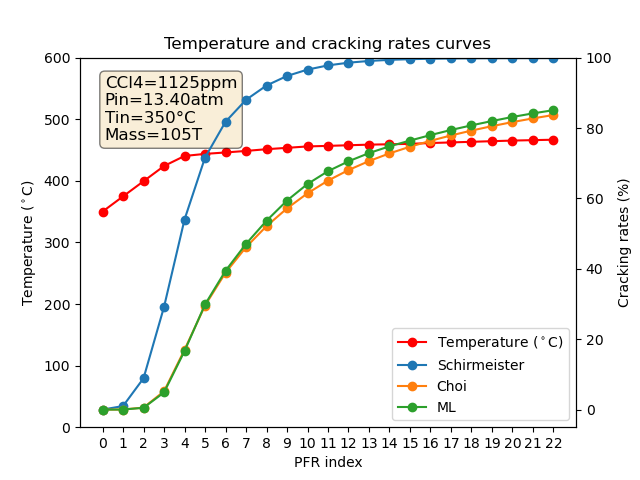 Temperature and cracking rates curves
CCl4=1125ppm
Pin=13.40atm
Tin=350°C
Mass=105T
Temperature (°C)
600
500
400
300
200
100
0
100
80
60
40
20
0
Cracking rates (%)
Temperature (°C)
Schirmeister
Choi
ML
0 1 2 3 4 5 6 7 8 9 10 11 12 13 14 15 16 17 18 19 20 21 22
PFR index